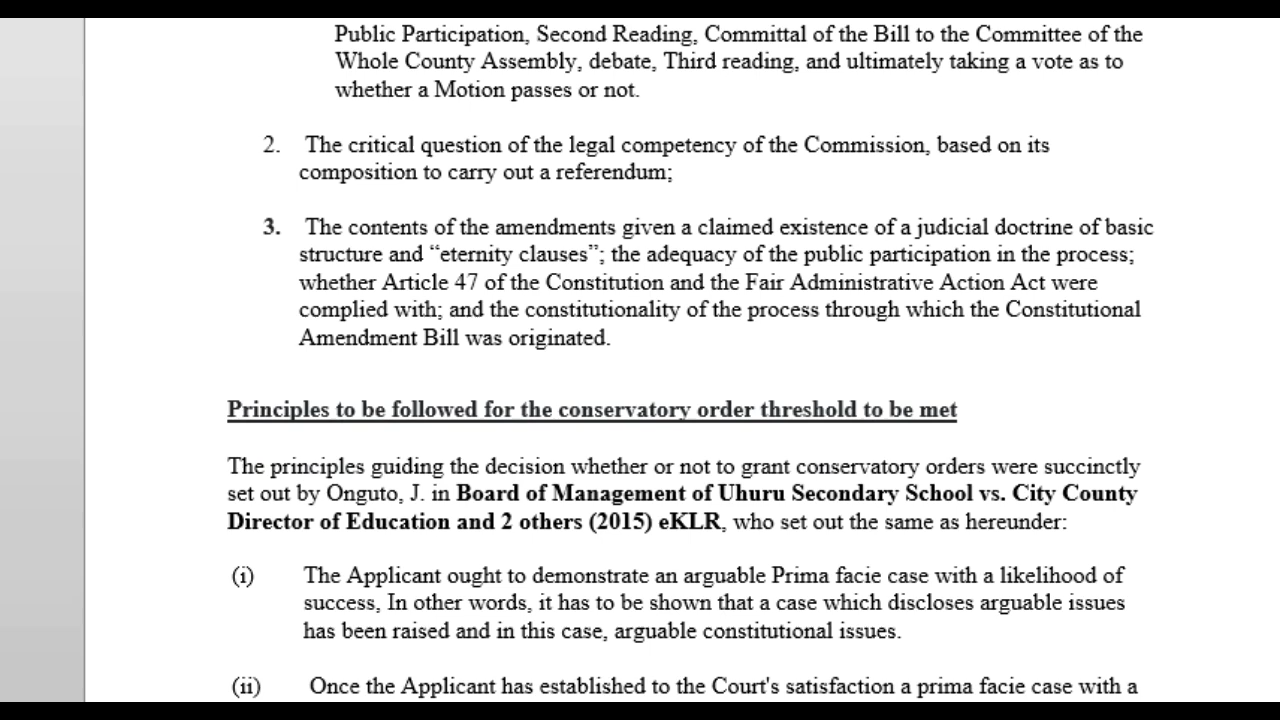 Public Participation, Second Reading, Committal of the Bill to the Committee of the
Whole County Assembly, debate, Third reading, and ultimately taking a vote as to
whether a Motion passes or not.
2. The critical question of the legal competency of the Commission, based on its
composition to carry out a referendum;
3. The contents of the amendments given a claimed existence of a judicial doctrine of basic
structure and “eternity clauses”; the adequacy of the public participation in the process;
whether Article 47 of the Constitution and the Fair Administrative Action Act were
complied with; and the constitutionality of the process through which the Constitutional
Amendment Bill was originated.
Principles to be followed for the conservatory order threshold to be met
The principles guiding the decision whether or not to grant conservatory orders were succinctly
set out by Onguto, J. in Board of Management of Uhuru Secondary School vs. City County
Director of Education and 2 others (2015) eKLR, who set out the same as hereunder:
(i) The Applicant ought to demonstrate an arguable Prima facie case with a likelihood of
success, In other words, it has to be shown that a case which discloses arguable issues
has been raised and in this case, arguable constitutional issues.
(ii) Once the Applicant has established to the Court's satisfaction a prima facie case with a